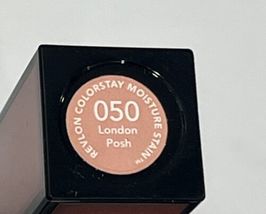 REVLON COLORSTAY MOISTURE STAIN™
050
London
Posh